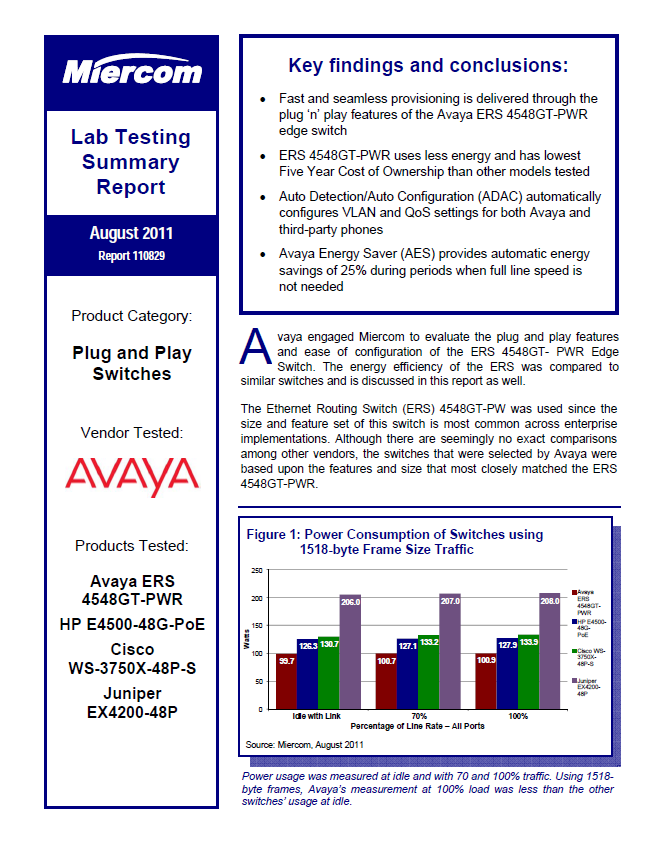 Miercom
Lab Testing
Summary
Report
August 2011
Report 110829
Product Category:
Plug and Play
Switches
Vendor Tested:
AVAYA
Products Tested:
Avaya ERS
4548GT-PWR
HP E4500-48G-PoE
Cisco
WS-3750X-48P-S
Juniper
EX4200-48P
Key findings and conclusions:
• Fast and seamless provisioning is delivered through the
plug ‘n’ play features of the Avaya ERS 4548GT-PWR
edge switch
• ERS 4548GT-PWR uses less energy and has lowest
Five Year Cost of Ownership than other models tested
• Auto Detection/Auto Configuration (ADAC) automatically
configures VLAN and QoS settings for both Avaya and
third-party phones
• Avaya Energy Saver (AES) provides automatic energy
savings of 25% during periods when full line speed is
not needed
Avaya engaged Miercom to evaluate the plug and play features
and ease of configuration of the ERS 4548GT- PWR Edge
Switch. The energy efficiency of the ERS was compared to
similar switches and is discussed in this report as well.
The Ethernet Routing Switch (ERS) 4548GT-PW was used since the
size and feature set of this switch is most common across enterprise
implementations. Although there are seemingly no exact comparisons
among other vendors, the switches that were selected by Avaya were
based upon the features and size that most closely matched the ERS
4548GT-PWR.
Figure 1: Power Consumption of Switches using
1518-byte Frame Size Traffic
250
200
150
100
50
0
Watts
99.7
126.3
130.7
206.0
100.7
127.1
133.2
207.0
100.9
127.9
133.9
208.0
Idle with Link
70%
100%
Percentage of Line Rate – All Ports
Avaya
ERS
4548GT-
PWR
HP E4500-
48G-
PoE
Cisco WS-
3750X-
48P-S
Juniper
EX4200-
48P
Source: Miercom, August 2011
Power usage was measured at idle and with 70 and 100% traffic. Using 1518-
byte frames, Avaya’s measurement at 100% load was less than the other
switches’ usage at idle.